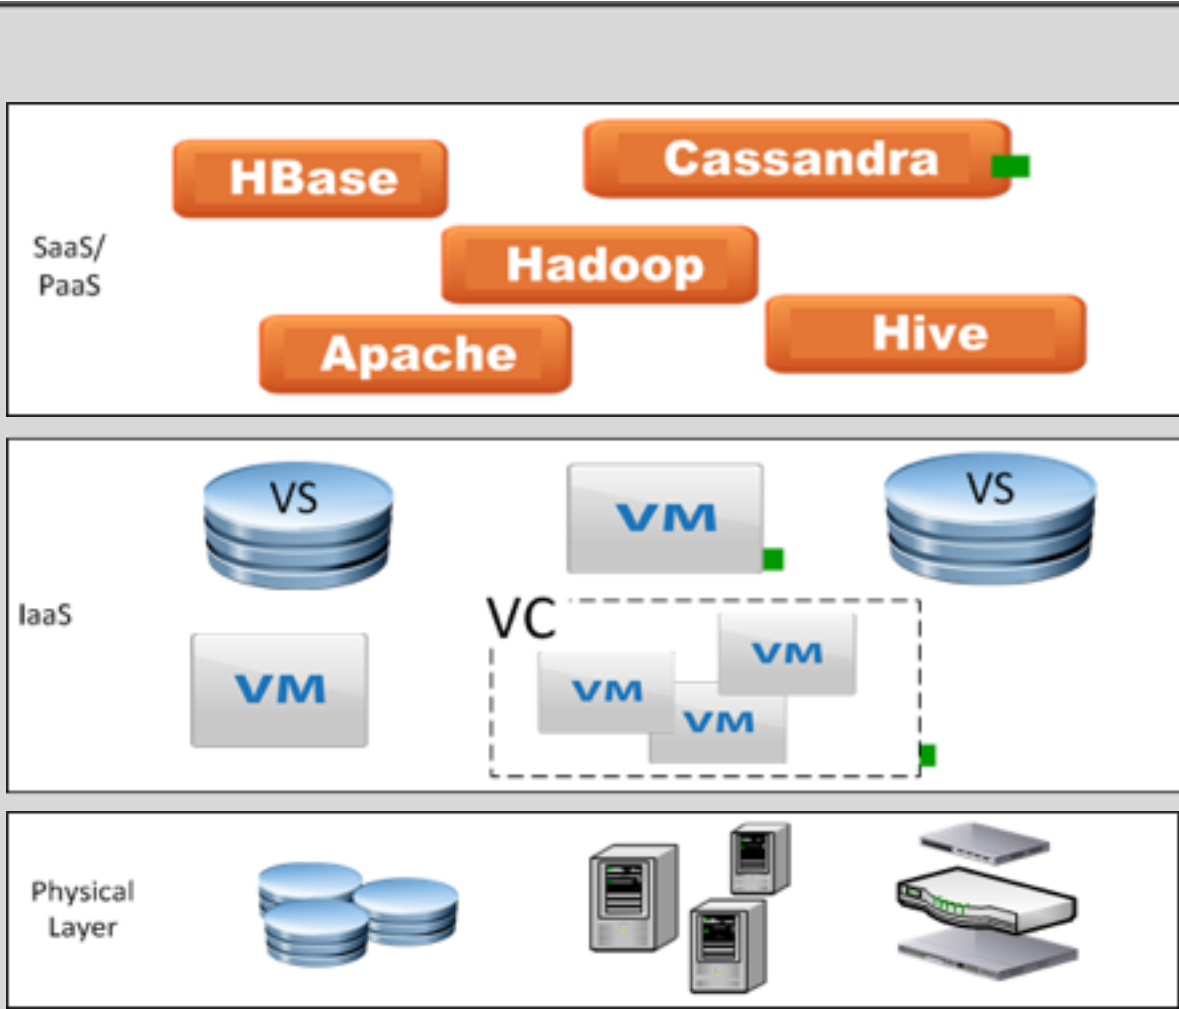 HBase
Cassandra
SaaS/
PaaS
Hadoop
Apache
Hive
VS
VM
VS
IaaS
VC
VM
VM
VM
VM
Physical
Layer